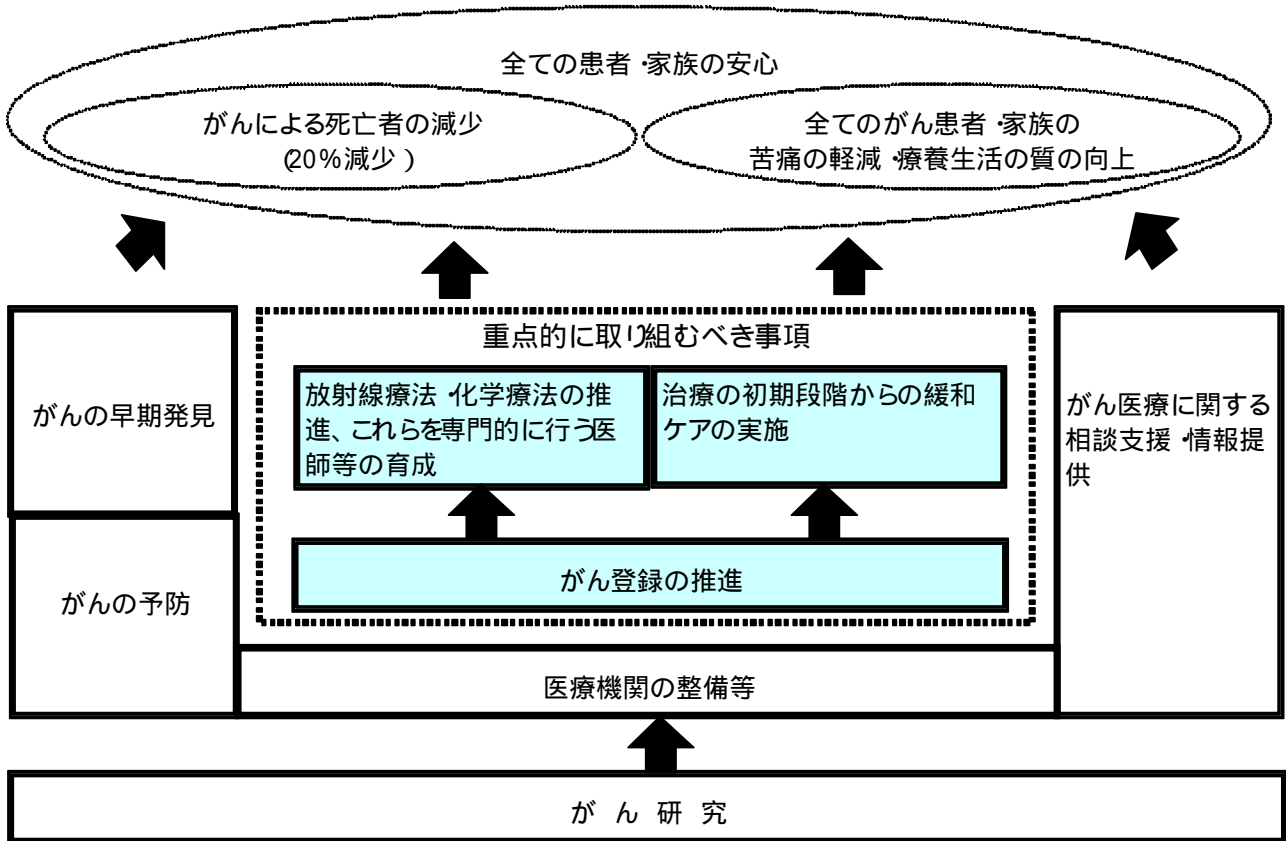 全ての患者・家族の安心
がんによる死亡者の減少
(20%減少)
全てのがん患者・家族の
苦痛の軽減・療養生活の質の向上
重点的に取り組むべき事項
がんの早期発見
放射線療法・化学療法の推
進、これらを専門的に行う医
師等の育成
治療の初期段階からの緩和
ケアの実施
がん医療に関する
相談支援・情報提
供
がん登録の推進
がんの予防
医療機関の整備等
がん研究